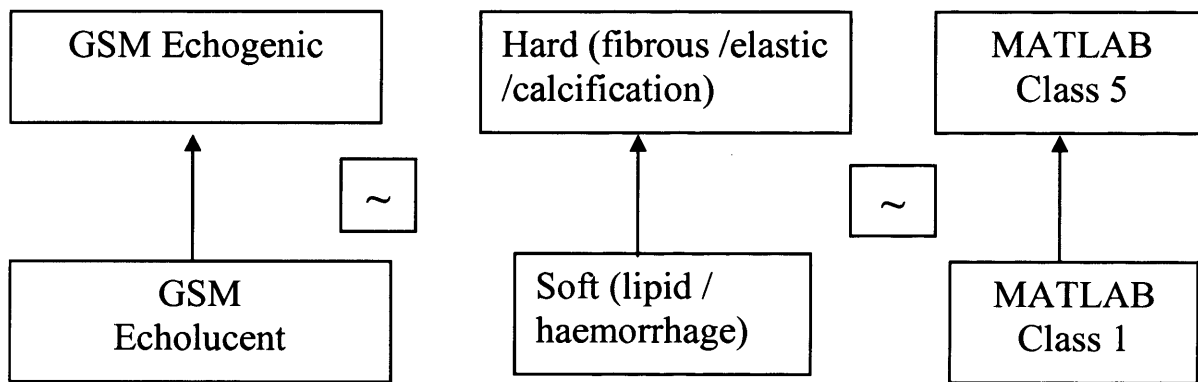 GSM Echogenic
Hard (fibrous /elastic
/calcification)
MATLAB
Class 5
~
~
GSM
Echolucent
Soft (lipid /
haemorrhage)
MATLAB
Class 1